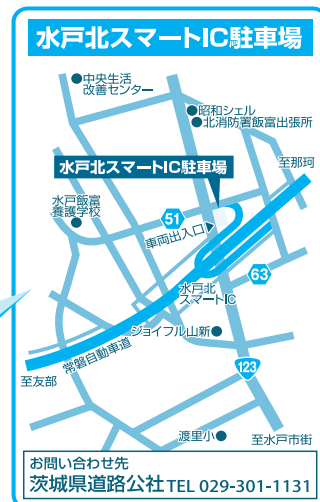 水戸北スマートIC駐車場
中央生活
改善センター
昭和シェル
北消防署飯富出張所
水戸北スマートIC駐車場
至那珂
水戸飯富
養護学校
51
車両出入口
63
水戸北
スマートIC
ジョイフル山新
常磐自動車道
123
至友部
渡里小
至水戸市街
お問い合わせ先
茨城県道路公社 TEL 029-301-1131